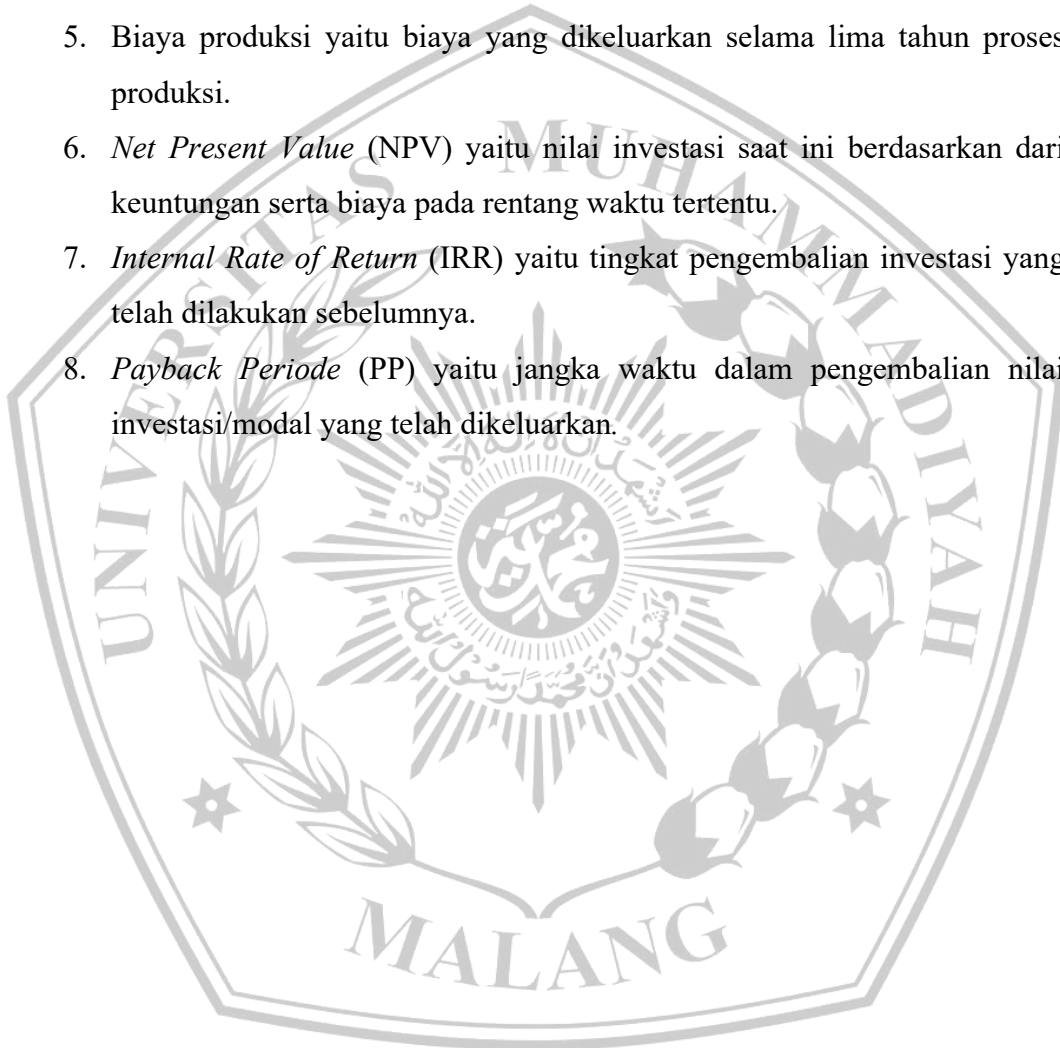 5. Biaya produksi yaitu biaya yang dikeluarkan selama lima tahun proses
produksi.
6. Net Present Value (NPV) yaitu nilai investasi saat ini berdasarkan dari
keuntungan serta biaya pada rentang waktu tertentu.
7. Internal Rate of Return (IRR) yaitu tingkat pengembalian investasi yang
telah dilakukan sebelumnya.
8. Payback Periode (PP) yaitu jangka waktu dalam pengembalian nilai
investasi/modal yang telah dikeluarkan.
UNIVERSITAS MUHAMMADIYAH
MALANG